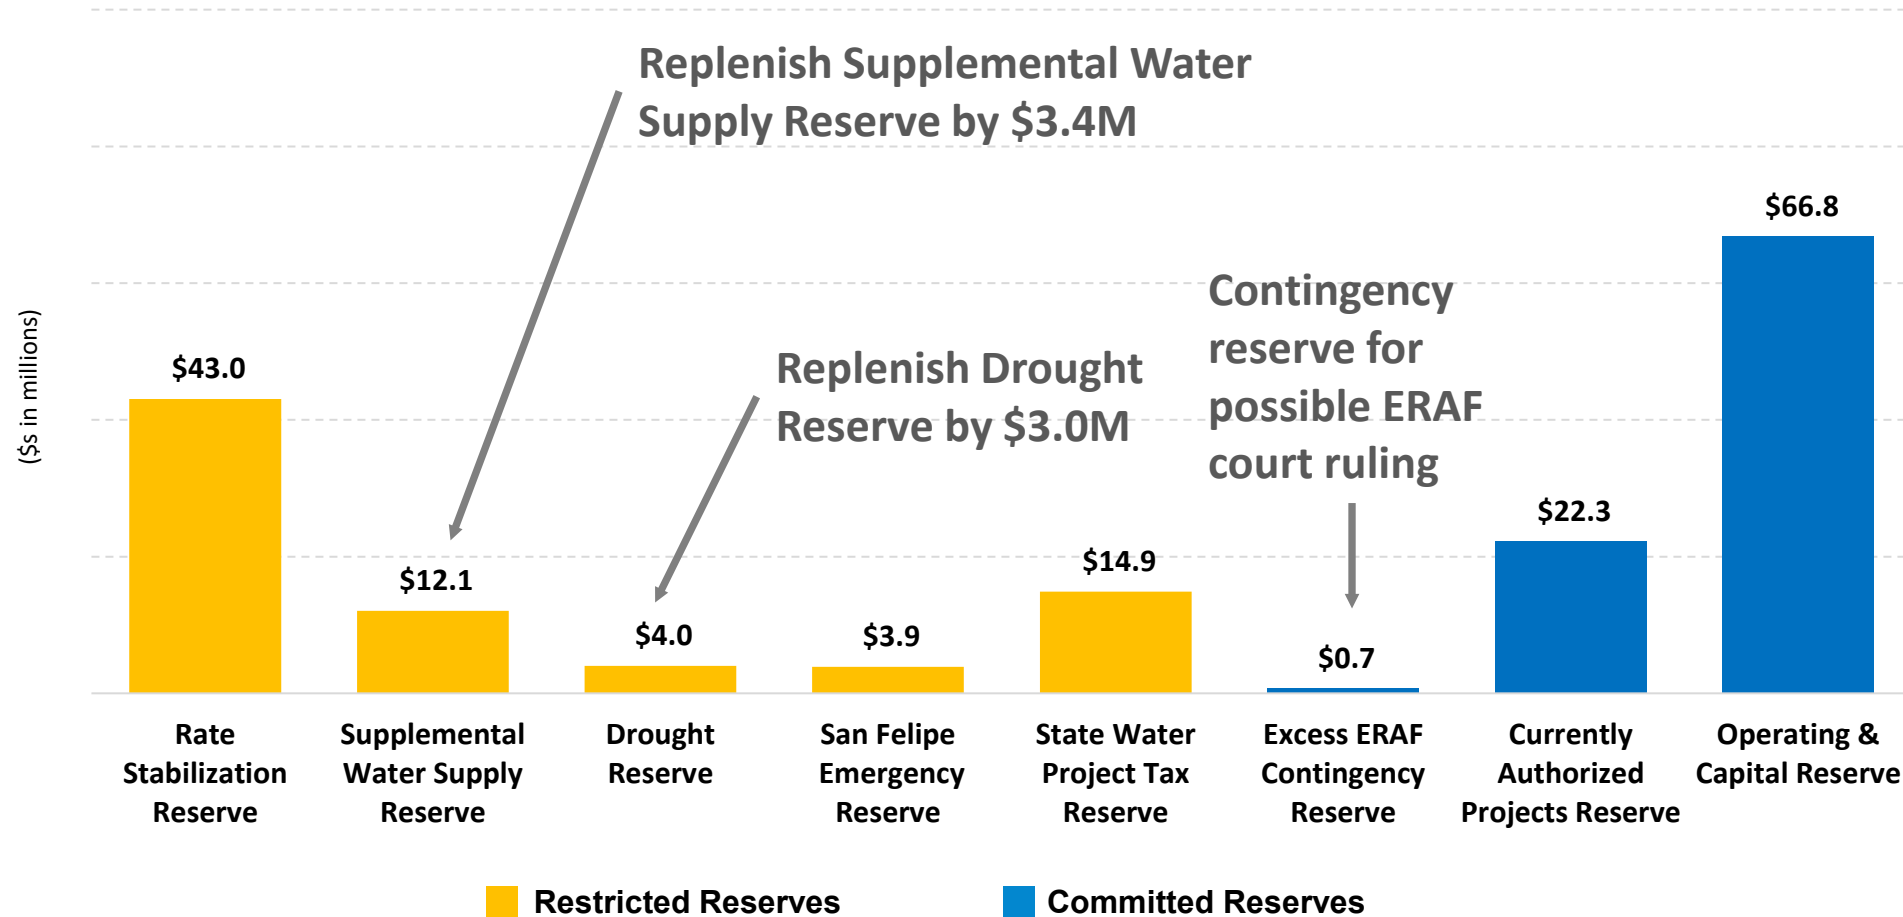 Replenish Supplemental Water
Supply Reserve by $3.4M
$66.8
Contingency
reserve for
possible ERAF
court ruling
($s in millions)
$43.0
Replenish Drought
Reserve by $3.0M
$22.3
$14.9
$12.1
$4.0
$3.9
$0.7
Rate
Stabilization
Reserve
Supplemental
Water Supply
Reserve
Drought
Reserve
San Felipe
Emergency
Reserve
State Water
Project Tax
Reserve
Excess ERAF
Contingency
Reserve
Currently
Authorized
Projects Reserve
Operating &
Capital Reserve
Restricted Reserves
Committed Reserves